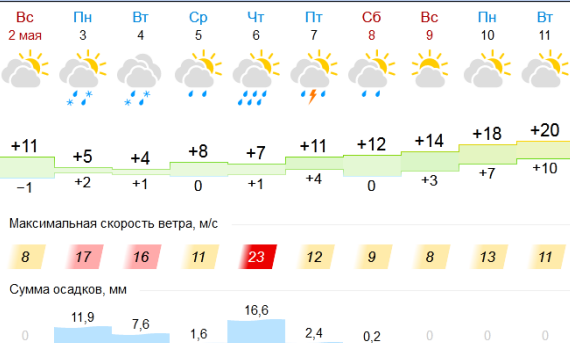 Вс Пн Вт Ср Чт Пт Сб Вс Пн Вт
2 мая 3 4 5 6 7 8 9 10 11
+11 +5 +4 +8 +7 +11 +12 +14 +18 +20
−1 +2 +1 0 +1 +4 0 +3 +7 +10
Максимальная скорость ветра, м/с
8 17 16 11 23 12 9 8 13 11
Сумма осадков, мм
0 11,9 7,6 1,6 16,6 2,4 0,2 0 0 0